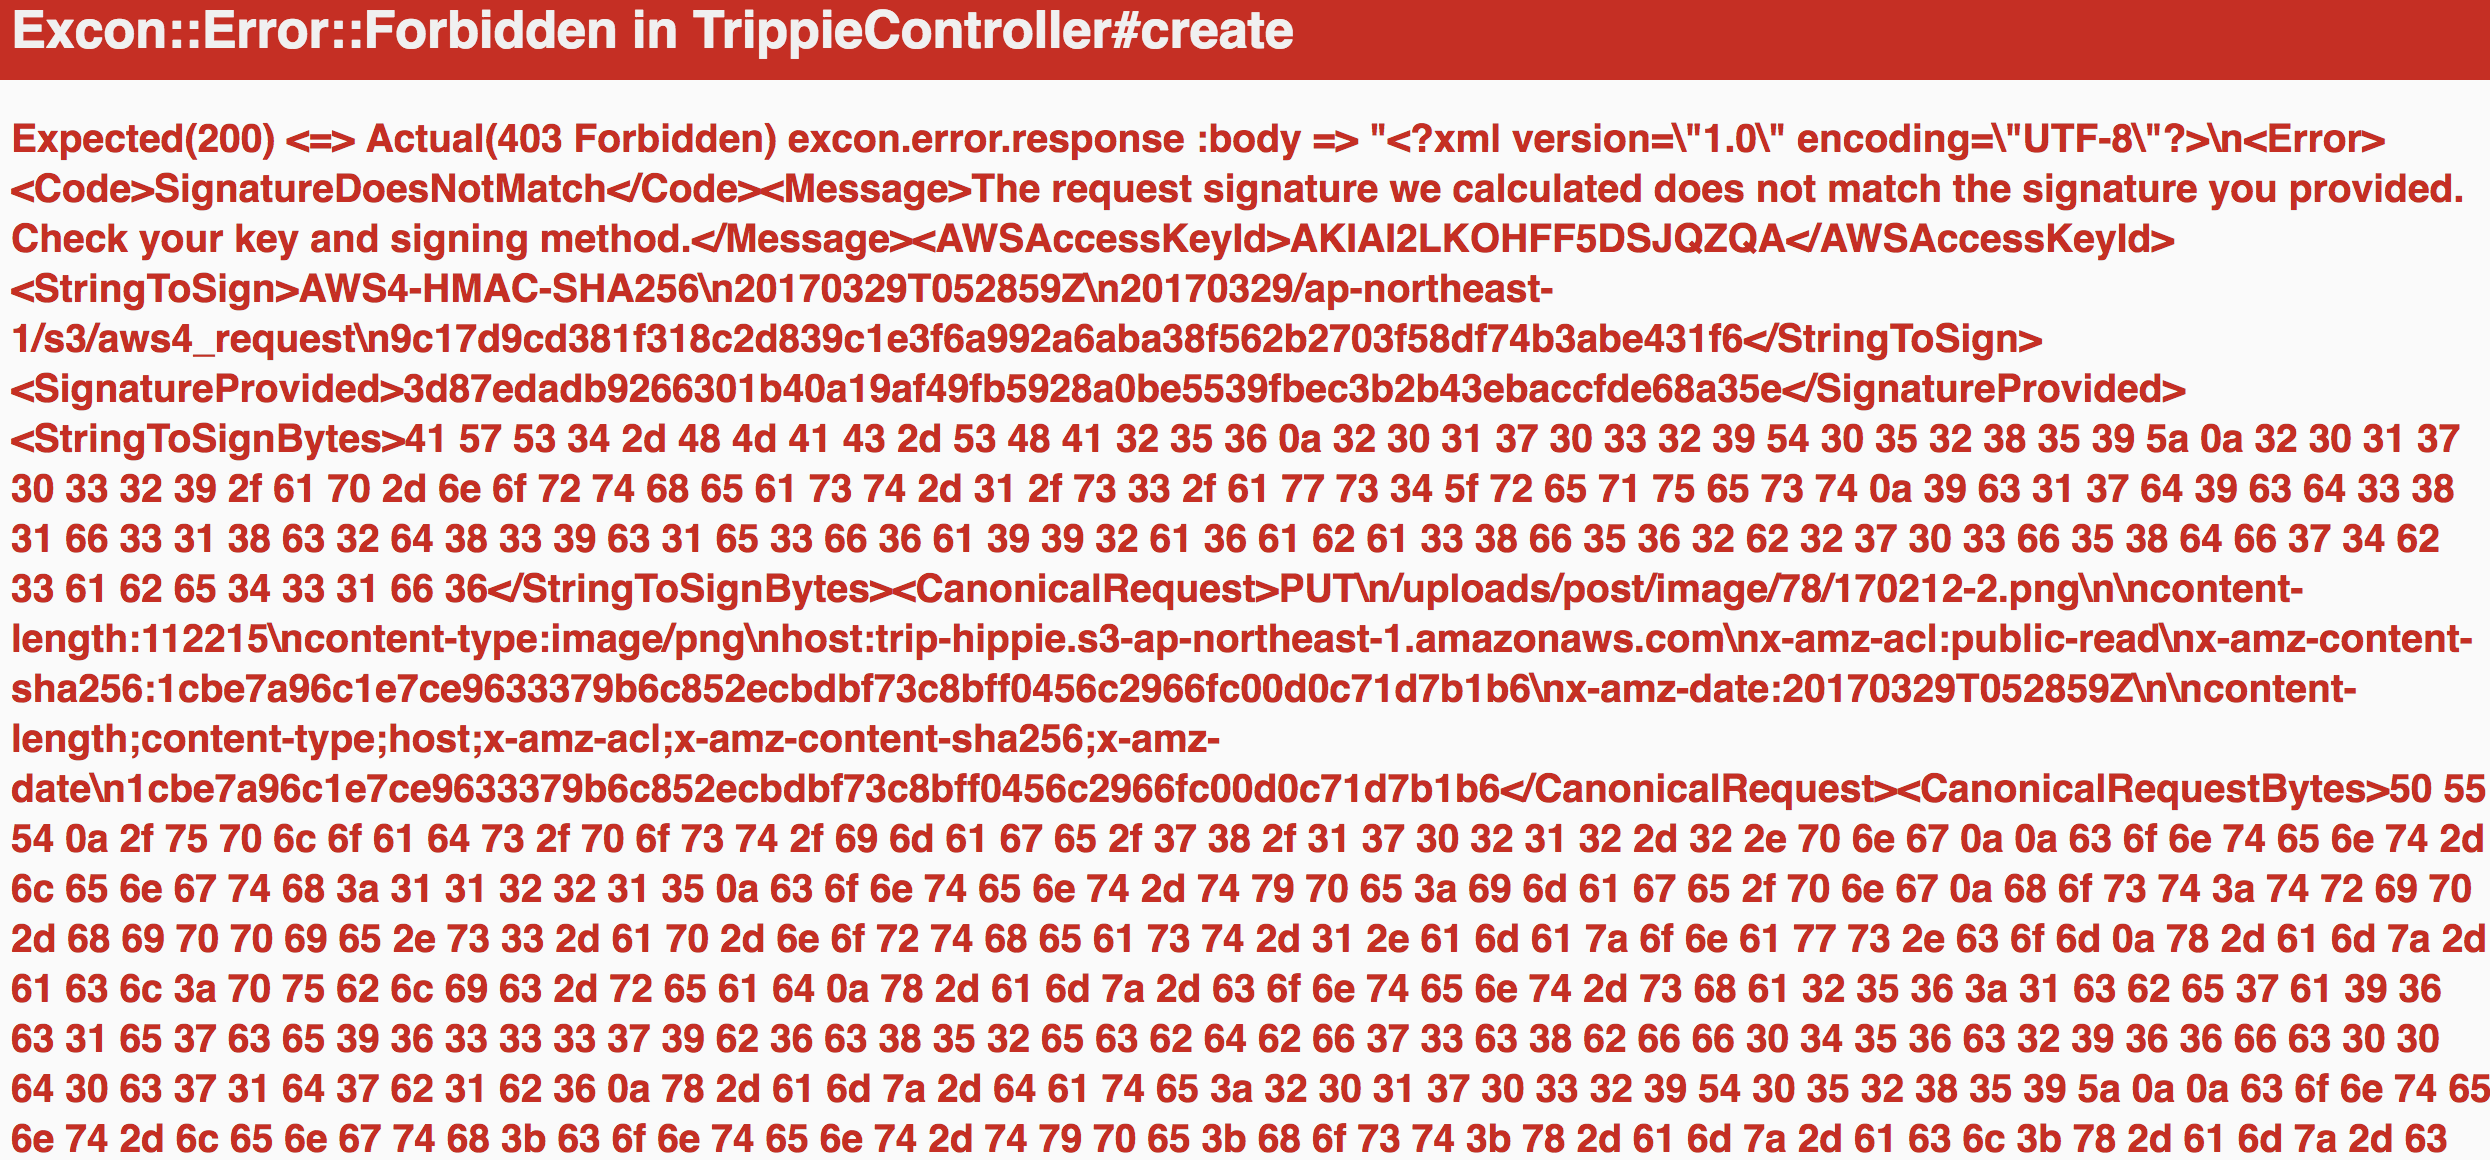 Excon::Error::Forbidden in TrippieController#create
Expected(200) <=> Actual(403 Forbidden) excon.error.response :body => "<?xml version=\"1.0\" encoding=\"UTF-8\"?>\n<Error>
<Code>SignatureDoesNotMatch</Code><Message>The request signature we calculated does not match the signature you provided.
Check your key and signing method.</Message><AWSAccessKeyId>AKIAI2LKOHFF5DSJQZQA</AWSAccessKeyId>
<StringToSign>AWS4-HMAC-SHA256\n20170329T052859Z\n20170329/ap-northeast-
1/s3/aws4_request\n9c17d9cd381f318c2d839c1e3f6a992a6aba38f562b2703f58df74b3abe431f6</StringToSign>
<SignatureProvided>3d87edadb9266301b40a19af49fb5928a0be5539fbec3b2b43ebaccfde68a35e</SignatureProvided>
<StringToSignBytes>41 57 53 34 2d 48 4d 41 43 2d 53 48 41 32 35 36 0a 32 30 31 37 30 33 32 39 54 30 35 32 38 35 39 5a 0a 32 30 31 37
30 33 32 39 2f 61 70 2d 6e 6f 72 74 68 65 61 73 74 2d 31 2f 73 33 2f 61 77 73 34 5f 72 65 71 75 65 73 74 0a 39 63 31 37 64 39 63 64 33 38
31 66 33 31 38 63 32 64 38 33 39 63 31 65 33 66 36 61 39 39 32 61 36 61 62 61 33 38 66 35 36 32 62 32 37 30 33 66 35 38 64 66 37 34 62
33 61 62 65 34 33 31 66 36</StringToSignBytes><CanonicalRequest>PUT\n/uploads/post/image/78/170212-2.png\n\ncontent-
length:112215\ncontent-type:image/png\nhost:trip-hippie.s3-ap-northeast-1.amazonaws.com\nx-amz-acl:public-read\nx-amz-content-
sha256:1cbe7a96c1e7ce9633379b6c852ecbdbf73c8bff0456c2966fc00d0c71d7b1b6\nx-amz-date:20170329T052859Z\n\ncontent-
length;content-type;host;x-amz-acl;x-amz-content-sha256;x-amz-
date\n1cbe7a96c1e7ce9633379b6c852ecbdbf73c8bff0456c2966fc00d0c71d7b1b6</CanonicalRequest><CanonicalRequestBytes>50 55
54 0a 2f 75 70 6c 6f 61 64 73 2f 70 6f 73 74 2f 69 6d 61 67 65 2f 37 38 2f 31 37 30 32 31 32 2d 32 2e 70 6e 67 0a 0a 63 6f 6e 74 65 6e 74 2d
6c 65 6e 67 74 68 3a 31 31 32 32 31 35 0a 63 6f 6e 74 65 6e 74 2d 74 79 70 65 3a 69 6d 61 67 65 2f 70 6e 67 0a 68 6f 73 74 3a 74 72 69 70
2d 68 69 70 70 69 65 2e 73 33 2d 61 70 2d 6e 6f 72 74 68 65 61 73 74 2d 31 2e 61 6d 61 7a 6f 6e 61 77 73 2e 63 6f 6d 0a 78 2d 61 6d 7a 2d
61 63 6c 3a 70 75 62 6c 69 63 2d 72 65 61 64 0a 78 2d 61 6d 7a 2d 63 6f 6e 74 65 6e 74 2d 73 68 61 32 35 36 3a 31 63 62 65 37 61 39 36
63 31 65 37 63 65 39 36 33 33 33 37 39 62 36 63 38 35 32 65 63 62 64 62 66 37 33 63 38 62 66 66 30 34 35 36 63 32 39 36 36 66 63 30 30
64 30 63 37 31 64 37 62 31 62 36 0a 78 2d 61 6d 7a 2d 64 61 74 65 3a 32 30 31 37 30 33 32 39 54 30 35 32 38 35 39 5a 0a 0a 63 6f 6e 74 65
6e 74 2d 6c 65 6e 67 74 68 3b 63 6f 6e 74 65 6e 74 2d 74 79 70 65 3b 68 6f 73 74 3b 78 2d 61 6d 7a 2d 61 63 6c 3b 78 2d 61 6d 7a 2d 63